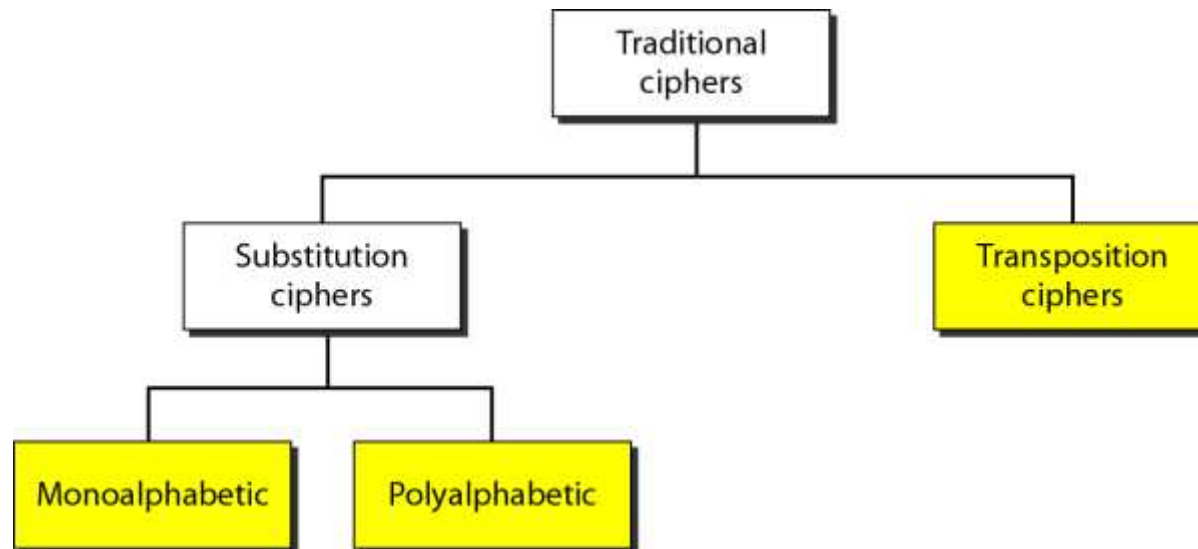 Traditional
ciphers
Substitution
ciphers
Transposition
ciphers
Monoalphabetic
Polyalphabetic